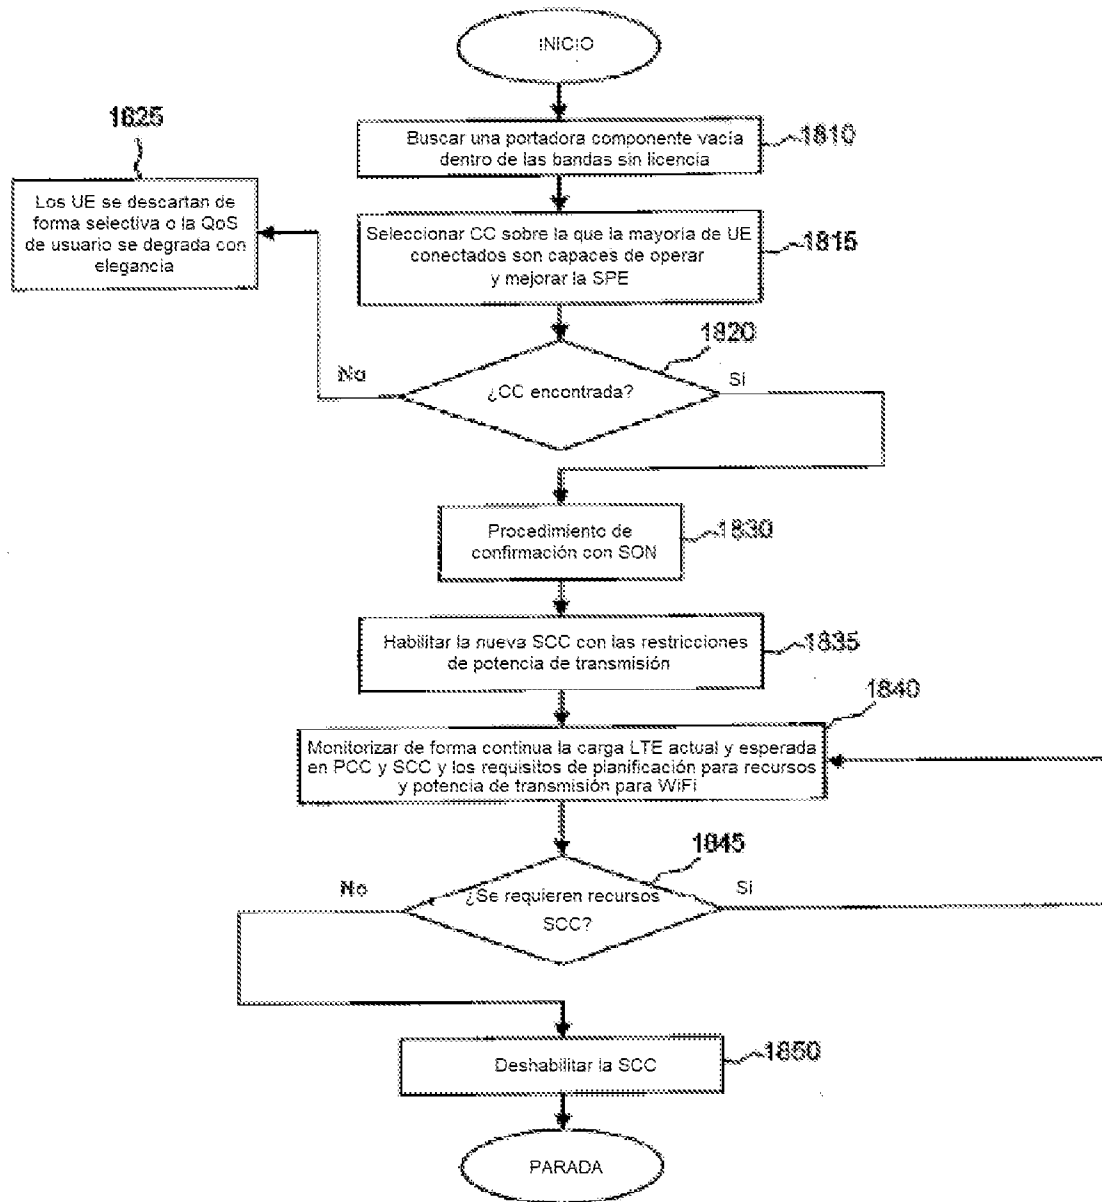 INICIO
1810
Buscar una portadora componente vacía
dentro de las bandas sin licencia
1825
Los UE se descartan de
forma selectiva o la QoS
de usuario se degrada con
elegancia
Seleccionar CC sobre la que la mayoría de UE
conectados son capaces de operar
y mejorar la SPE
1815
1820
No
Si
¿CC encontrada?
Procedimiento de
confirmación con SON
1830
Habilitar la nueva SCC con las restricciones
de potencia de transmisión
1835
1840
Monitorizar de forma continua la carga LTE actual y esperada
en PCC y SCC y los requisitos de planificación para recursos
y potencia de transmisión para WiFi
1845
No
Si
¿Se requieren recursos
SCC?
Deshabilitar la SCC
1850
PARADA